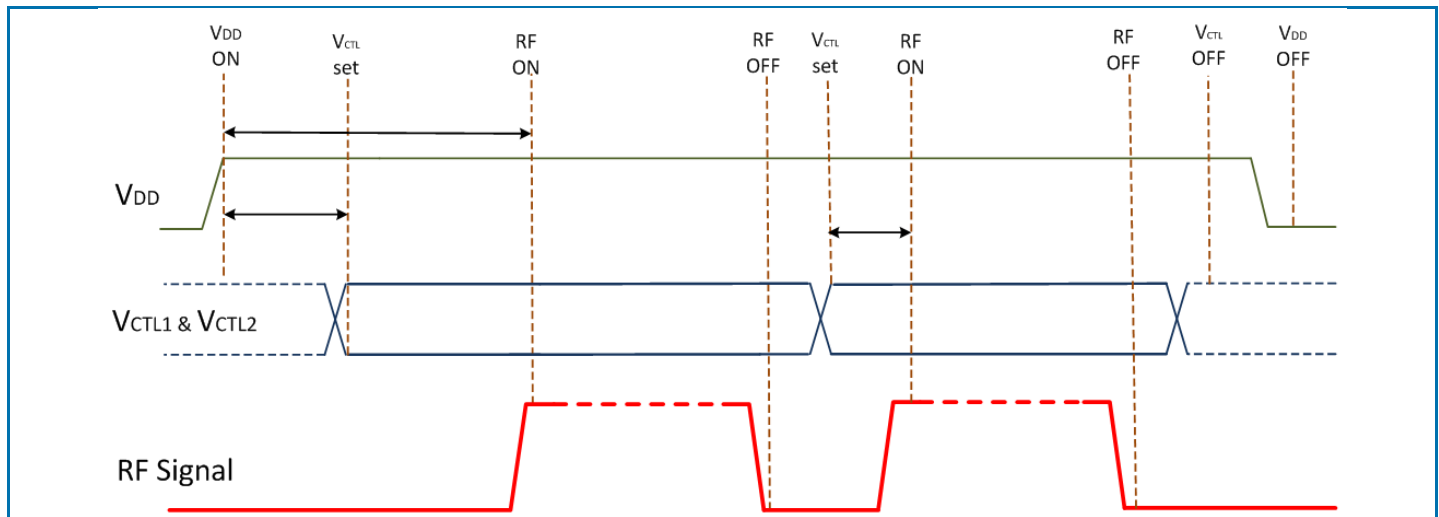 VDD
ON
VCTL
set
RF
ON
RF
OFF
VCTL
set
RF
ON
RF
OFF
VCTL
OFF
VDD
OFF
VDD
VCTL1 & VCTL2
RF Signal